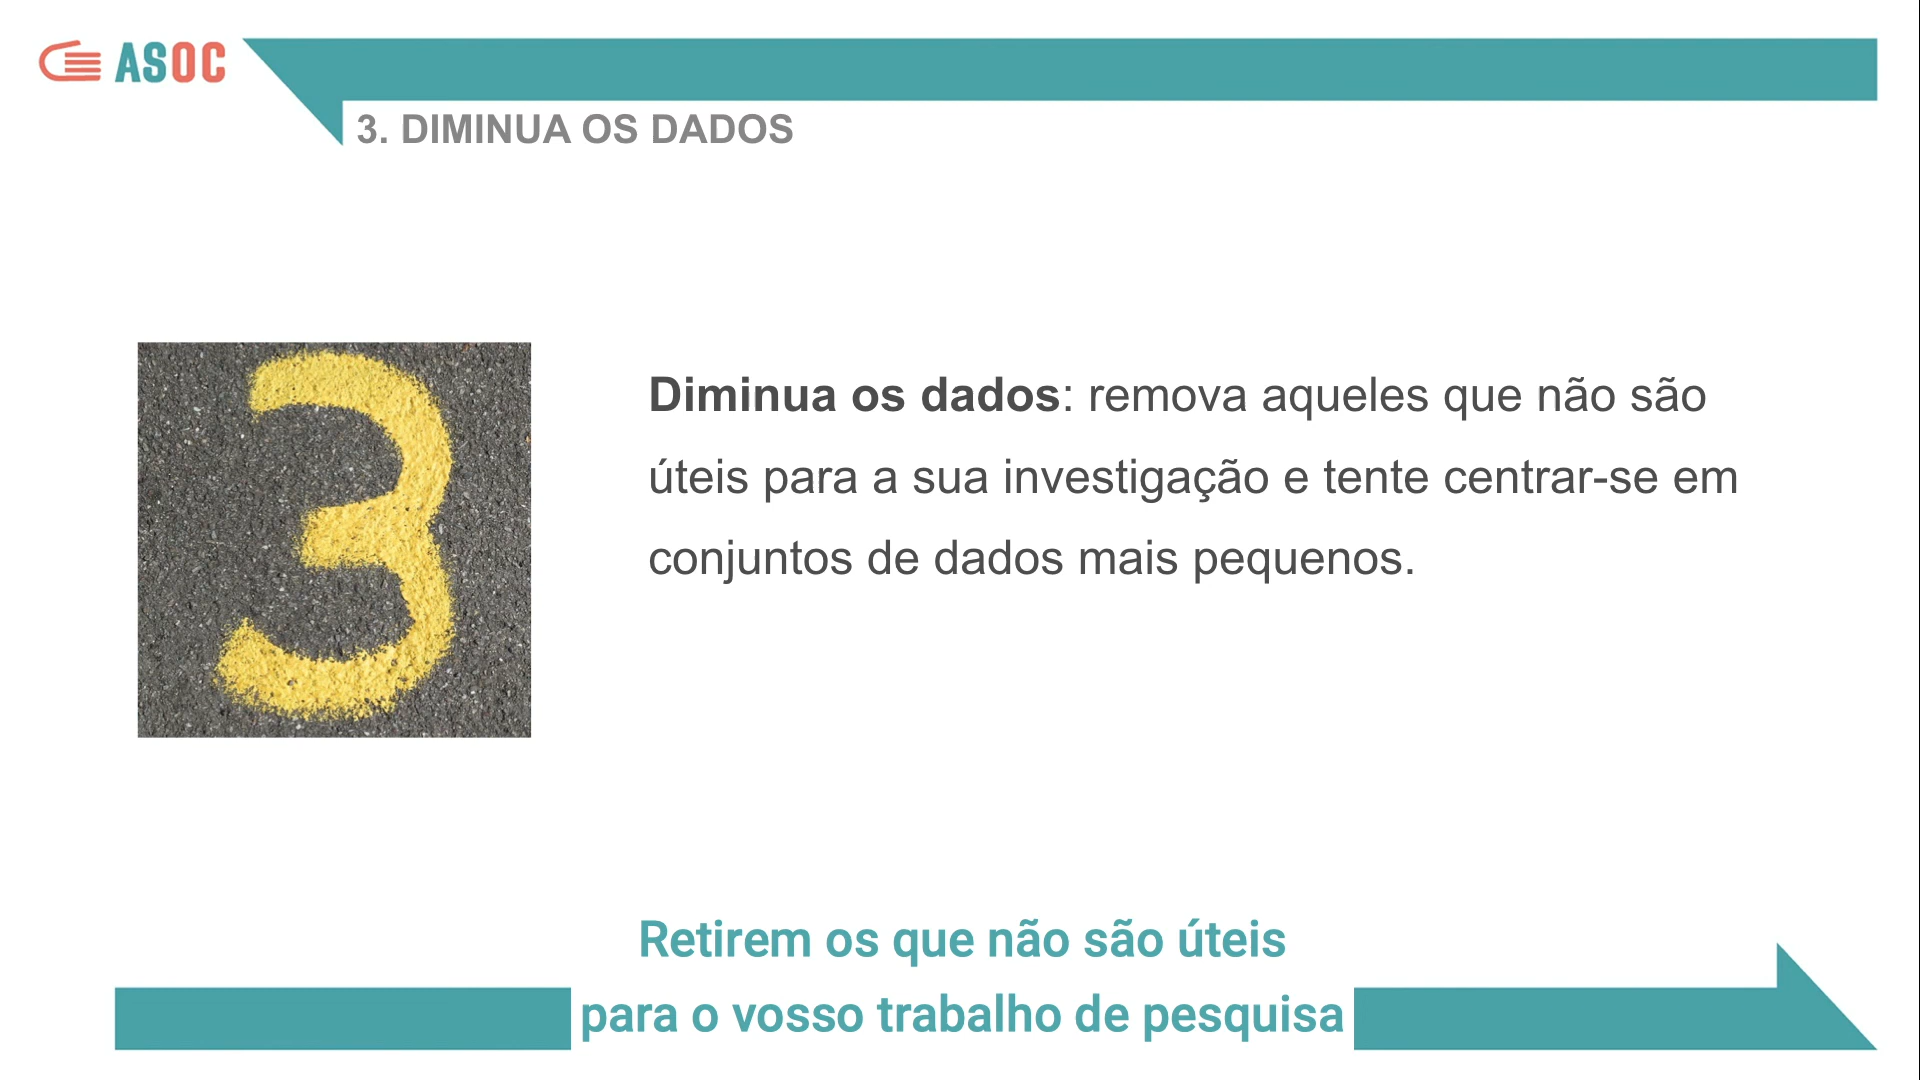 ASOC
3. DIMINUA OS DADOS
3
Diminua os dados: remova aqueles que não são
úteis para a sua investigação e tente centrar-se em
conjuntos de dados mais pequenos.
Retirem os que não são úteis
para o vosso trabalho de pesquisa